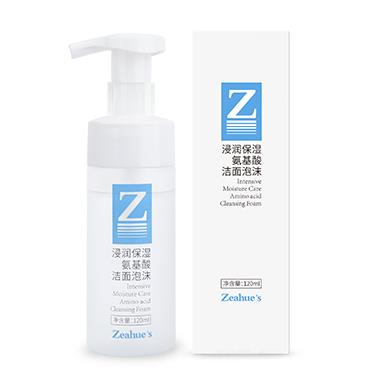 Z
浸润保湿
氨基酸
洁面泡沫
Intensive
Moisture Care
Amino acid
Cleansing Foam
净含量:120ml
Zeahue's
Z
浸润保湿
氨基酸
洁面泡沫
Intensive
Moisture Care
Amino acid
Cleansing Foam
净含量:120ml
Zeahue's